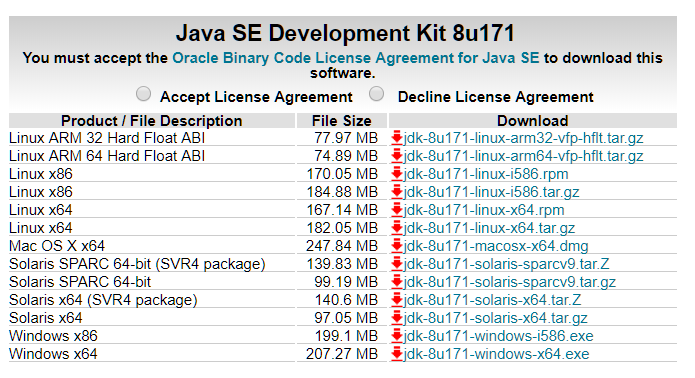 Java SE Development Kit 8u171
You must accept the Oracle Binary Code License Agreement for Java SE to download this
software.
Accept License Agreement Decline License Agreement
Product / File Description File Size Download
Linux ARM 32 Hard Float ABI 77.97 MB jdk-8u171-linux-arm32-vfp-hflt.tar.gz
Linux ARM 64 Hard Float ABI 74.89 MB jdk-8u171-linux-arm64-vfp-hflt.tar.gz
Linux x86 170.05 MB jdk-8u171-linux-i586.rpm
Linux x86 184.88 MB jdk-8u171-linux-i586.tar.gz
Linux x64 167.14 MB jdk-8u171-linux-x64.rpm
Linux x64 182.05 MB jdk-8u171-linux-x64.tar.gz
Mac OS X x64 247.84 MB jdk-8u171-macosx-x64.dmg
Solaris SPARC 64-bit (SVR4 package) 139.83 MB jdk-8u171-solaris-sparcv9.tar.Z
Solaris SPARC 64-bit 99.19 MB jdk-8u171-solaris-sparcv9.tar.gz
Solaris x64 (SVR4 package) 140.6 MB jdk-8u171-solaris-x64.tar.Z
Solaris x64 97.05 MB jdk-8u171-solaris-x64.tar.gz
Windows x86 199.1 MB jdk-8u171-windows-i586.exe
Windows x64 207.27 MB jdk-8u171-windows-x64.exe